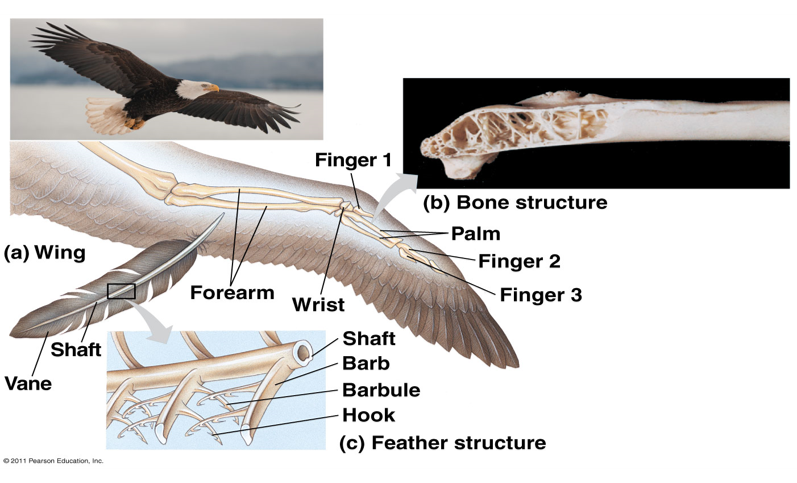 Finger 1
(b) Bone structure
Palm
(a) Wing
Finger 2
Forearm
Finger 3
Wrist
Shaft
Vane
Shaft
Barb
Barbule
Hook
(c) Feather structure
© 2011 Pearson Education, Inc.